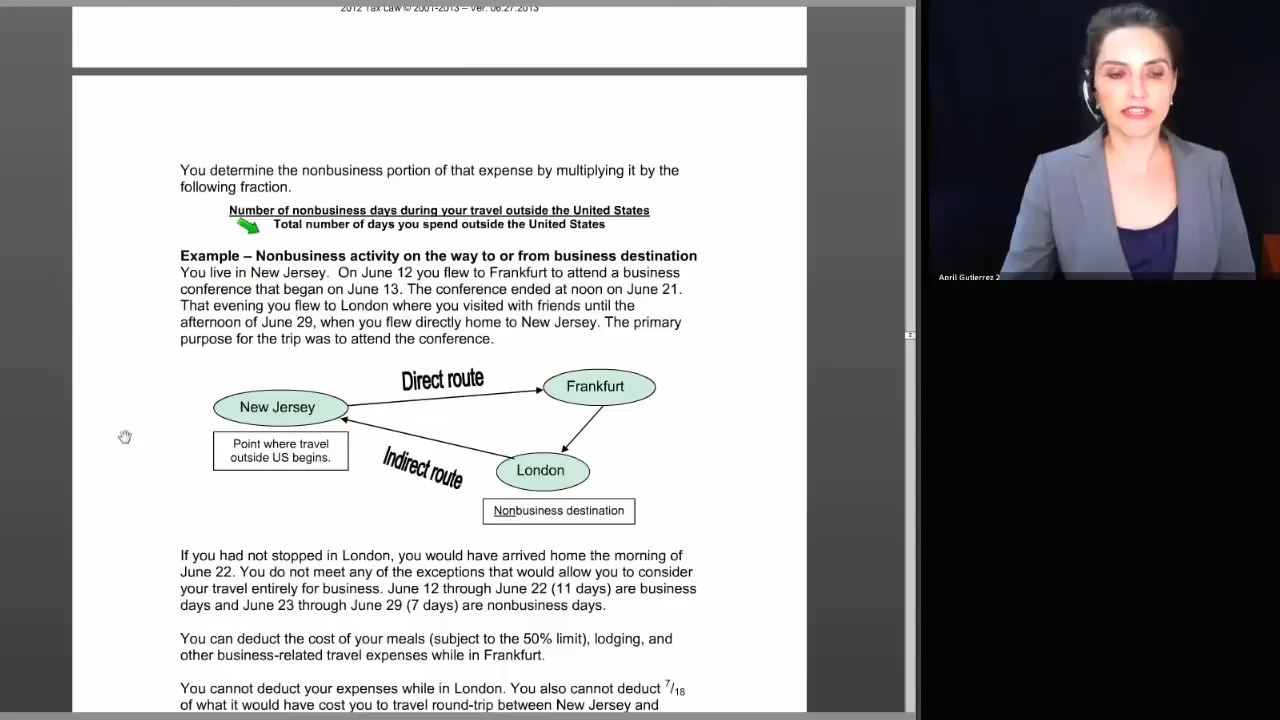 2012 Tax Law © 2001-2013 – Ver. 06.27.2013
You determine the nonbusiness portion of that expense by multiplying it by the
following fraction.
Number of nonbusiness days during your travel outside the United States
Total number of days you spend outside the United States
Example – Nonbusiness activity on the way to or from business destination
You live in New Jersey. On June 12 you flew to Frankfurt to attend a business
conference that began on June 13. The conference ended at noon on June 21.
That evening you flew to London where you visited with friends until the
afternoon of June 29, when you flew directly home to New Jersey. The primary
purpose for the trip was to attend the conference.
Direct route
Frankfurt
New Jersey
Point where travel
outside US begins.
Indirect route
London
Nonbusiness destination
If you had not stopped in London, you would have arrived home the morning of
June 22. You do not meet any of the exceptions that would allow you to consider
your travel entirely for business. June 12 through June 22 (11 days) are business
days and June 23 through June 29 (7 days) are nonbusiness days.
You can deduct the cost of your meals (subject to the 50% limit), lodging, and
other business-related travel expenses while in Frankfurt.
You cannot deduct your expenses while in London. You also cannot deduct 7/18
of what it would have cost you to travel round-trip between New Jersey and
April Gutierrez 2